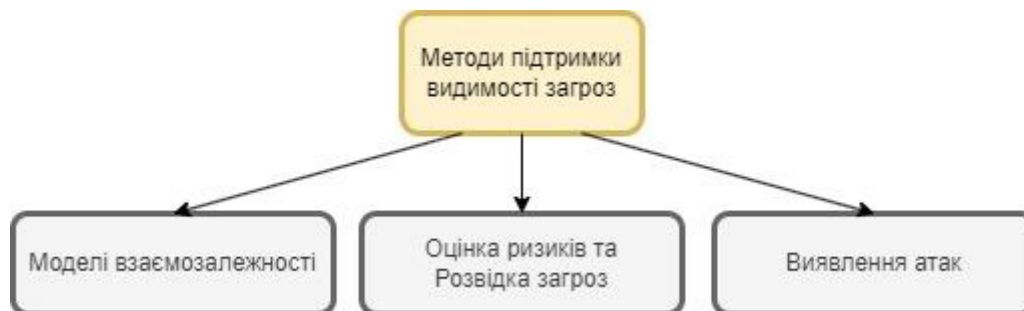 Методи підтримки
видимості загроз
Моделі взаємозалежності
Оцінка ризиків та
Розвідка загроз
Виявлення атак